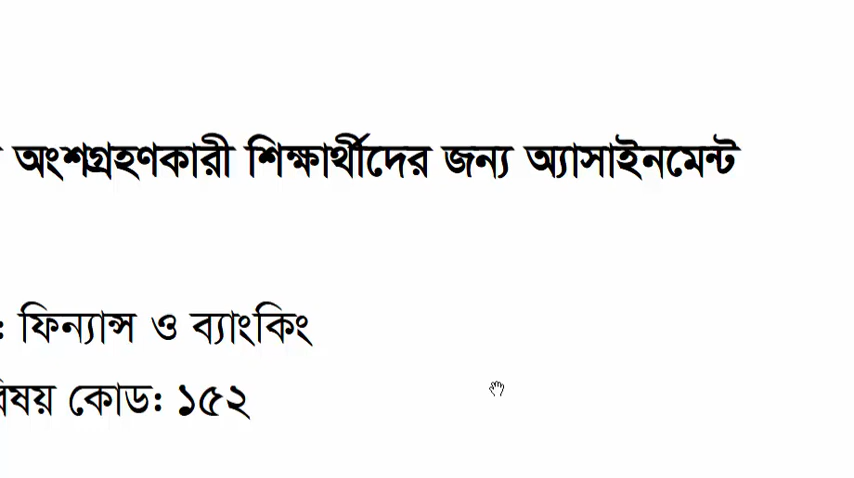 অংশগ্রহণকারী শিক্ষার্থীদের জন্য অ্যাসাইনমেন্ট
: ফিন্যান্স ও ব্যাংকিং
বিষয় কোড: ১৫২